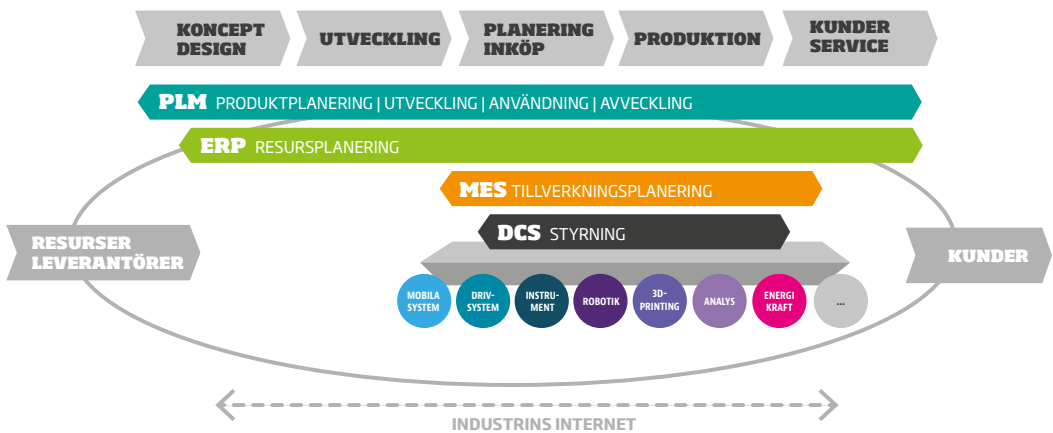 KONCEPT
DESIGN
UTVECKLING
PLANERING
INKÖP
PRODUKTION
KUNDER
SERVICE
PLM PRODUKTPLANERING | UTVECKLING | ANVÄNDNING | AVVECKLING
ERP RESURSPLANERING
MES TILLVERKNINGSPLANERING
DCS STYRNING
RESURSER
LEVERANTÖRER
KUNDER
MOBILA
SYSTEM
DRIV-
SYSTEM
INSTRU-
MENT
ROBOTIK
3D-
PRINTING
ANALYS
ENERGI
KRAFT
...
INDUSTRINS INTERNET